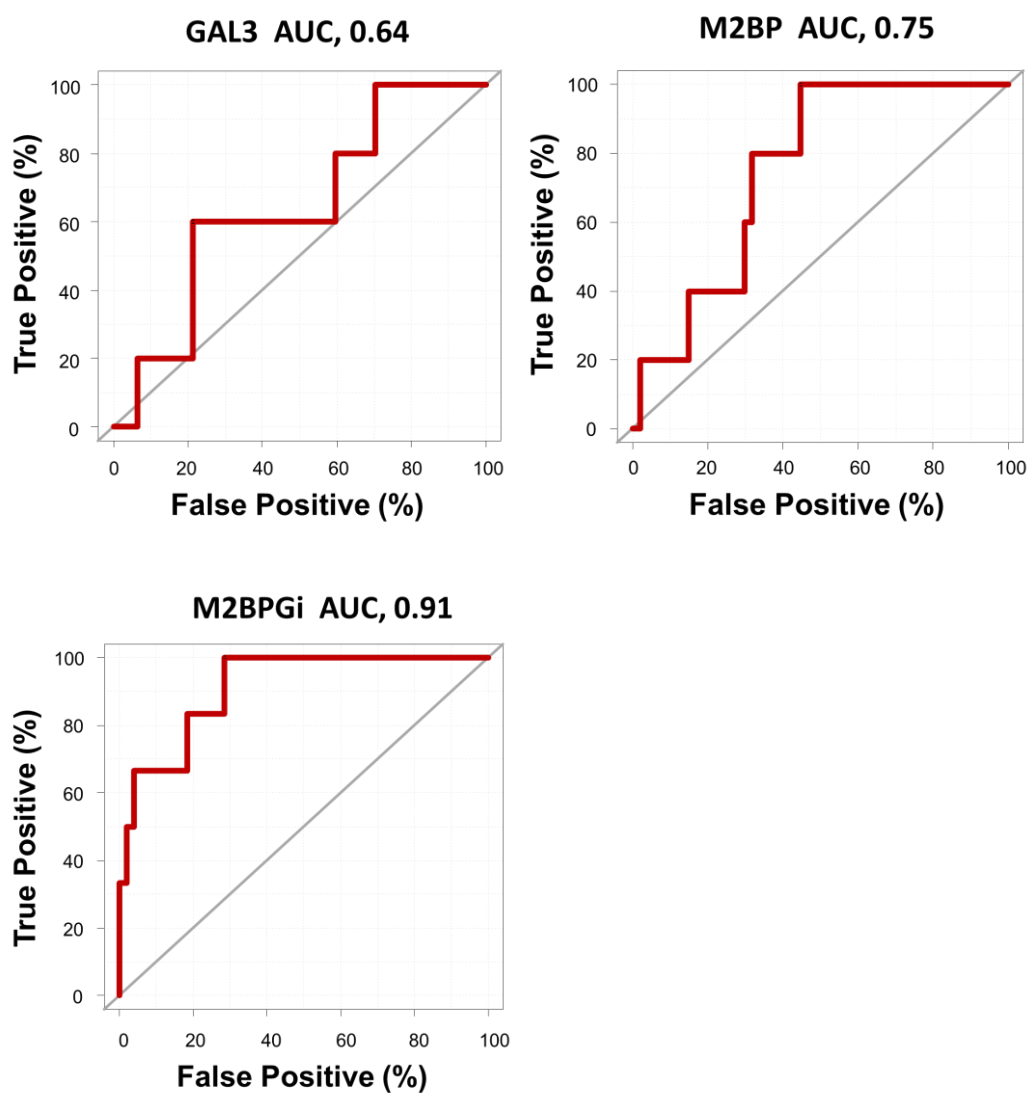 GAL3 AUC, 0.64
True Positive (%)
100
80
60
40
20
0
0 20 40 60 80 100
False Positive (%)
M2BP AUC, 0.75
True Positive (%)
100
80
60
40
20
0
0 20 40 60 80 100
False Positive (%)
M2BPGi AUC, 0.91
True Positive (%)
100
80
60
40
20
0
0 20 40 60 80 100
False Positive (%)